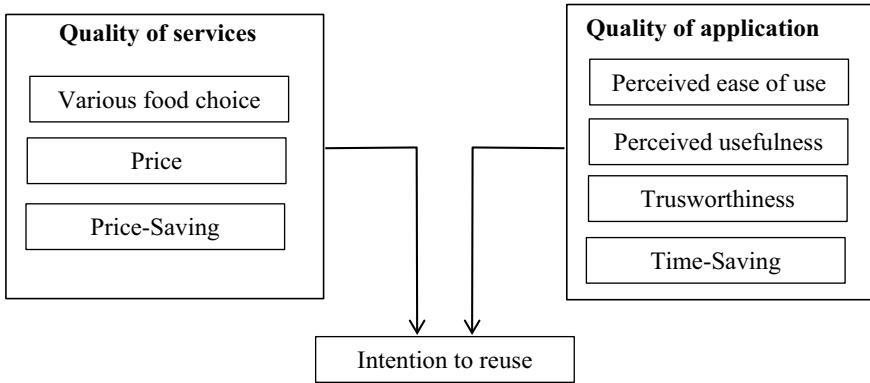 Quality of services
Various food choice
Price
Price-Saving
Quality of application
Perceived ease of use
Perceived usefulness
Trusworthiness
Time-Saving
Intention to reuse